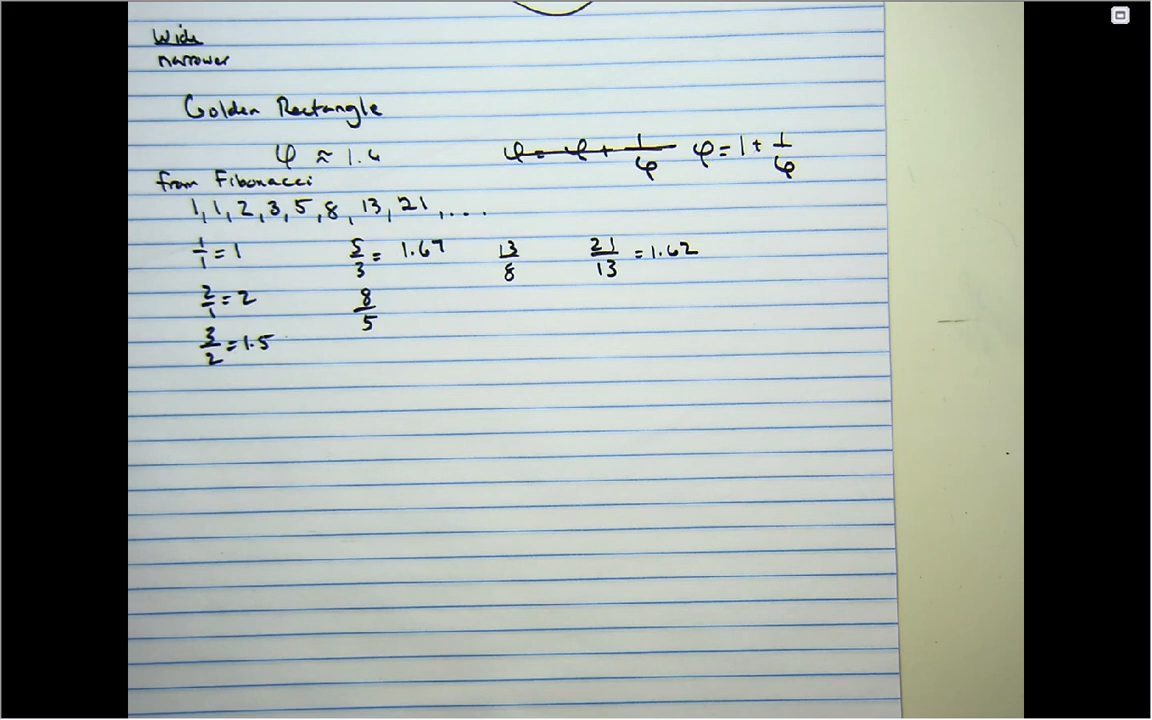 Wide
narrower
Golden Rectangle
φ ≈ 1.6 φ = φ + 1/φ φ = 1 + 1/φ
from Fibonacci
1, 1, 2, 3, 5, 8, 13, 21, ....
1/1 = 1 5/3 = 1.67 13/8 21/13 = 1.62
2/1 = 2 8/5
3/2 = 1.5